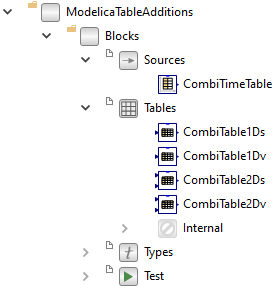 ModelicaTableAdditions
Blocks
Sources
CombiTimeTable
Tables
CombiTable1Ds
CombiTable1Dv
CombiTable2Ds
CombiTable2Dv
Internal
t Types
Test